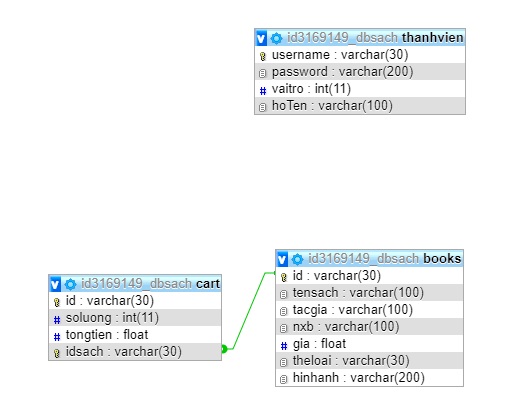 id3169149_dbsach thanhvien
username : varchar(30)
password : varchar(200)
vaitro : int(11)
hoTen : varchar(100)
id3169149_dbsach cart
id : varchar(30)
soluong : int(11)
tongtien : float
idsach : varchar(30)
id3169149_dbsach books
id : varchar(30)
tensach : varchar(100)
tacgia : varchar(100)
nxb : varchar(100)
gia : float
theloai : varchar(30)
hinhanh : varchar(200)